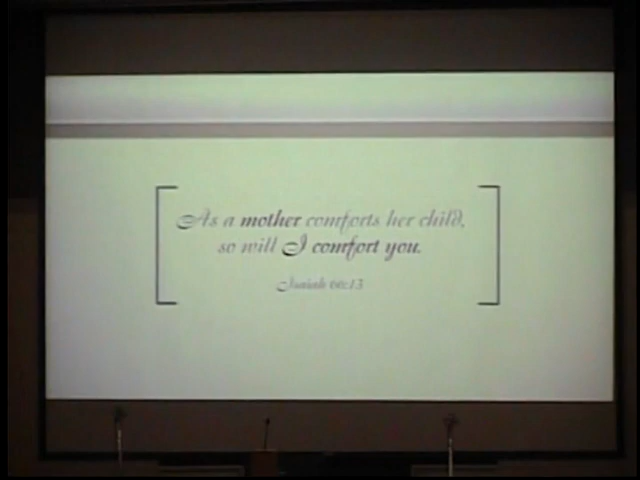 As a mother comforts her child,
so will I comfort you.
Isaiah 66:13